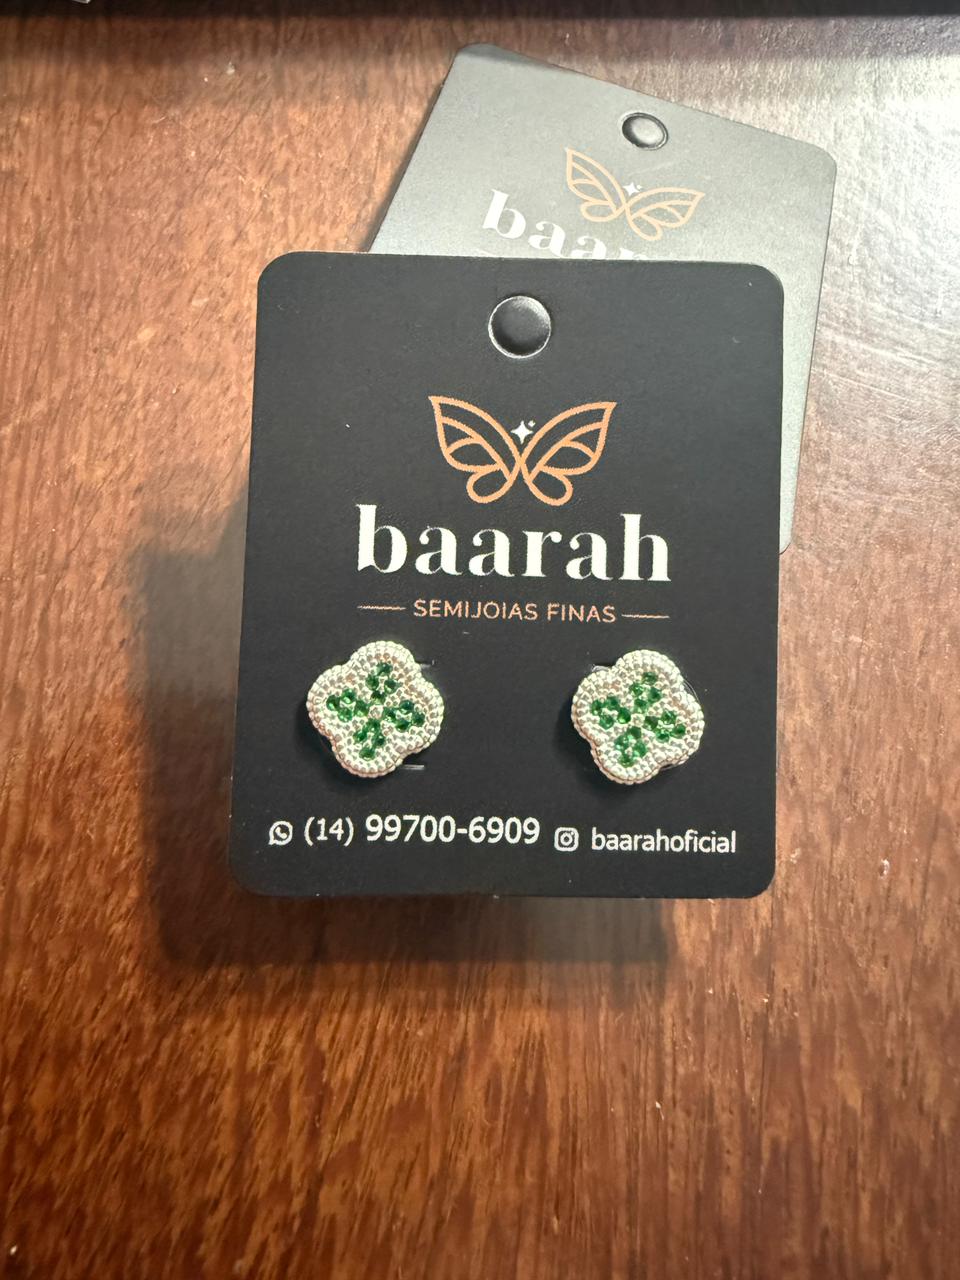 baarah
SEMIJOIAS FINAS
(14) 99700-6909 baarahoficial